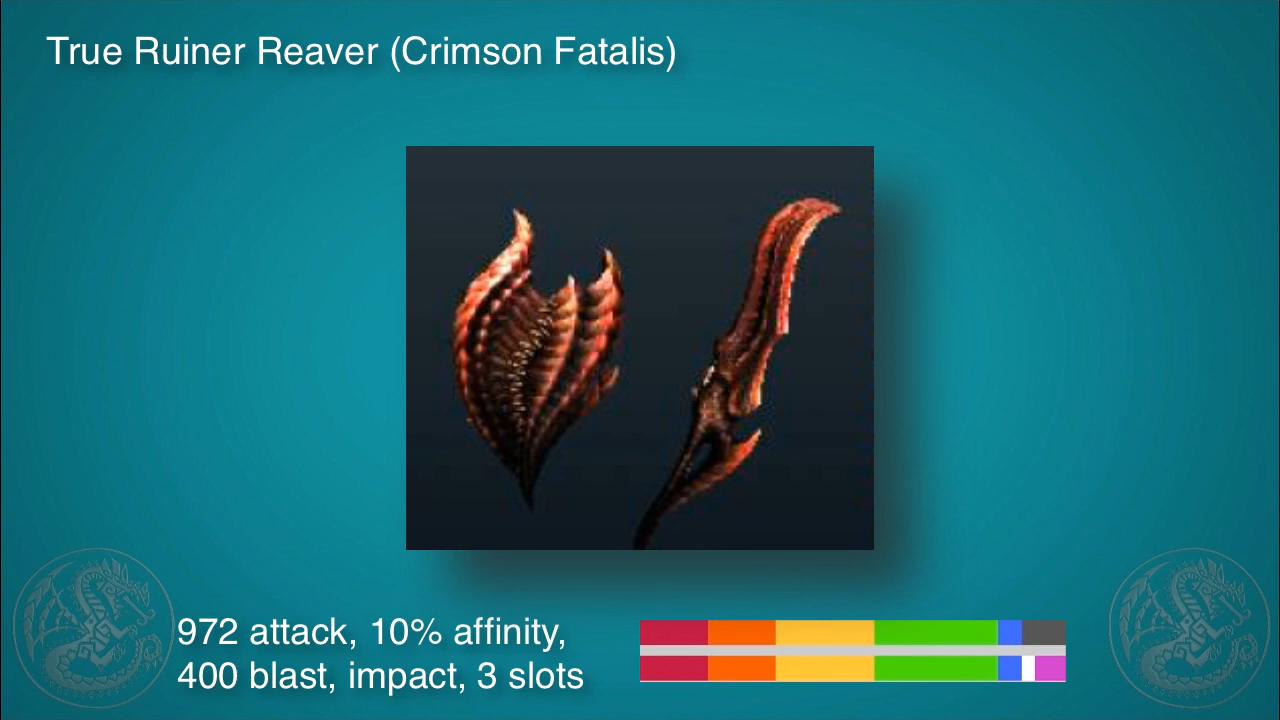 True Ruiner Reaver (Crimson Fatalis)
972 attack, 10% affinity,
400 blast, impact, 3 slots